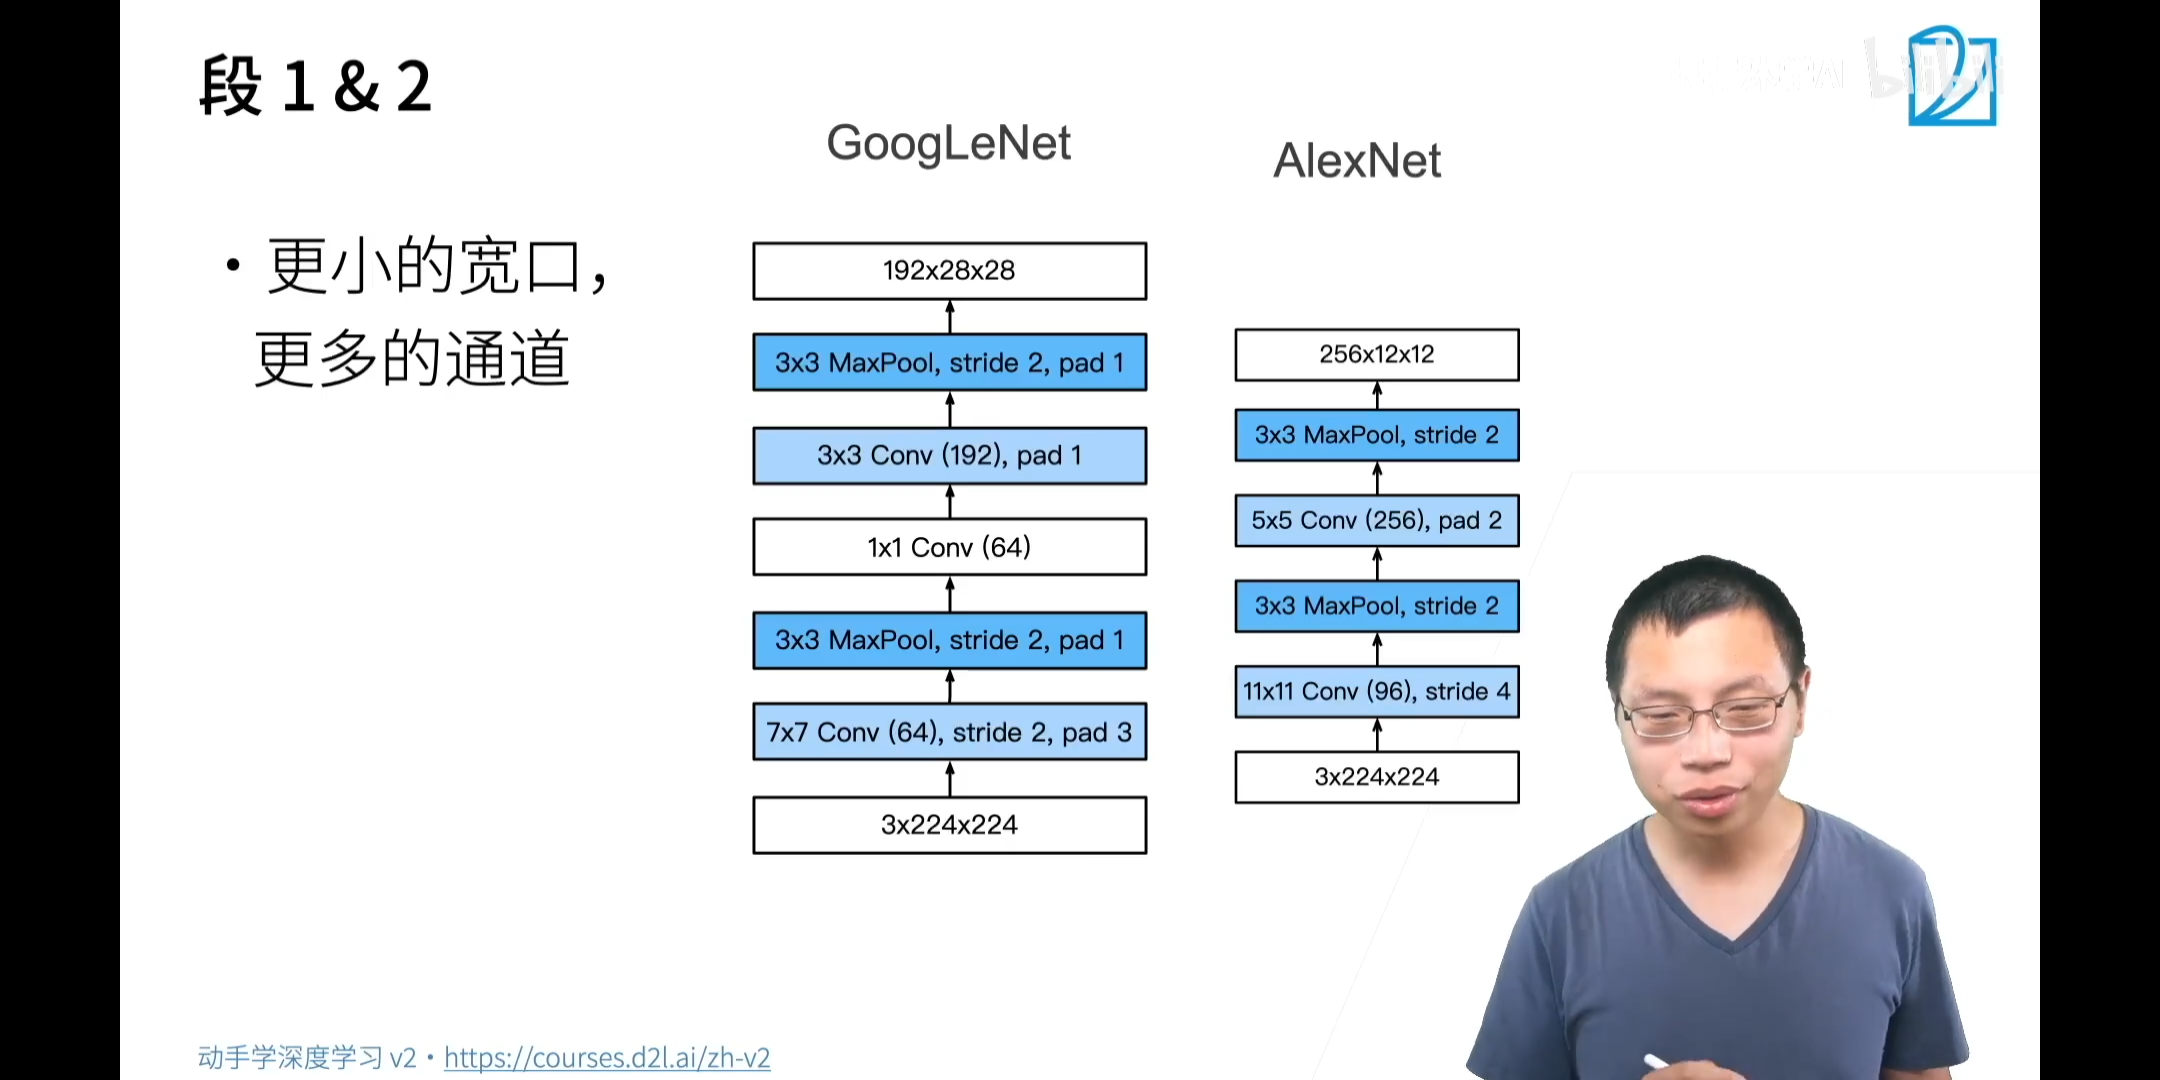 段 1 & 2
GoogLeNet
AlexNet
• 更小的宽口，
更多的通道
192x28x28
3x3 MaxPool, stride 2, pad 1
3x3 Conv (192), pad 1
1x1 Conv (64)
3x3 MaxPool, stride 2, pad 1
7x7 Conv (64), stride 2, pad 3
3x224x224
256x12x12
3x3 MaxPool, stride 2
5x5 Conv (256), pad 2
3x3 MaxPool, stride 2
11x11 Conv (96), stride 4
3x224x224
bilibili
动手学深度学习 v2 • https://courses.d2l.ai/zh-v2